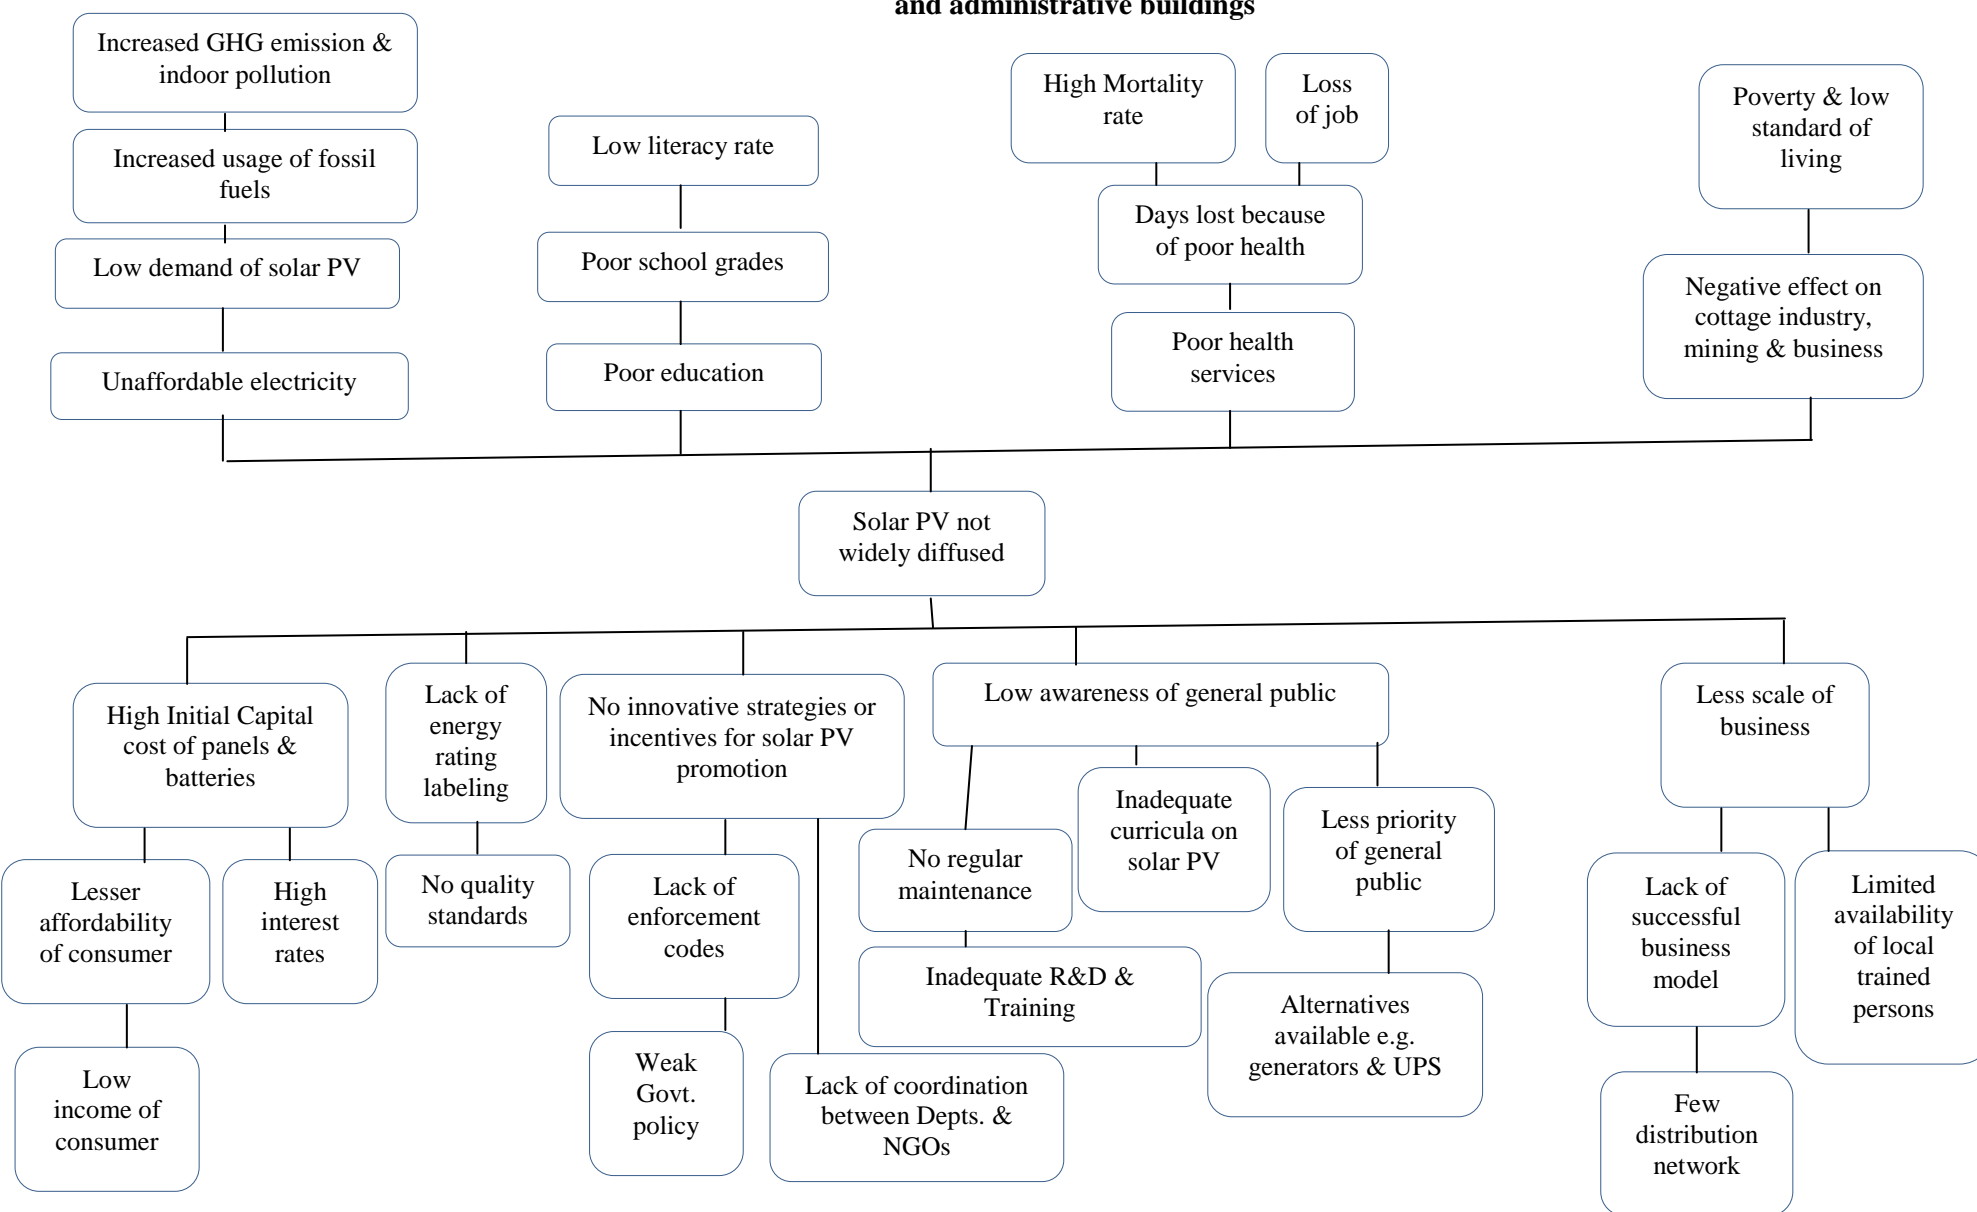 and administrative buildings
Increased GHG emission &
indoor pollution
Increased usage of fossil
fuels
Low demand of solar PV
Unaffordable electricity
Low literacy rate
Poor school grades
Poor education
High Mortality
rate
Loss
of job
Days lost because
of poor health
Poor health
services
Poverty & low
standard of
living
Negative effect on
cottage industry,
mining & business
Solar PV not
widely diffused
High Initial Capital
cost of panels &
batteries
Lesser
affordability
of consumer
High
interest
rates
Low
income of
consumer
Lack of
energy
rating
labeling
No quality
standards
No innovative strategies or
incentives for solar PV
promotion
Lack of
enforcement
codes
Weak
Govt.
policy
Lack of coordination
between Depts. &
NGOs
Low awareness of general public
No regular
maintenance
Inadequate R&D &
Training
Inadequate
curricula on
solar PV
Less priority
of general
public
Alternatives
available e.g.
generators & UPS
Less scale of
business
Lack of
successful
business
model
Few
distribution
network
Limited
availability
of local
trained
persons